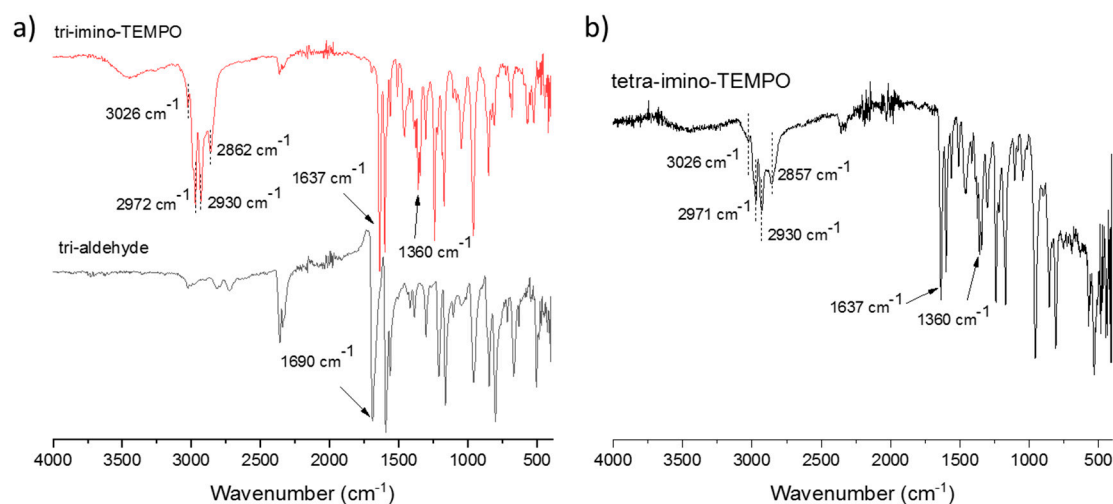 a)
tri-imino-TEMPO
3026 cm⁻¹
2862 cm⁻¹
2972 cm⁻¹
2930 cm⁻¹
1637 cm⁻¹
1360 cm⁻¹
tri-aldehyde
1690 cm⁻¹
4000 3500 3000 2500 2000 1500 1000 500
Wavenumber (cm⁻¹)
b)
tetra-imino-TEMPO
3026 cm⁻¹
2857 cm⁻¹
2971 cm⁻¹
2930 cm⁻¹
1637 cm⁻¹
1360 cm⁻¹
4000 3500 3000 2500 2000 1500 1000 500
Wavenumber (cm⁻¹)